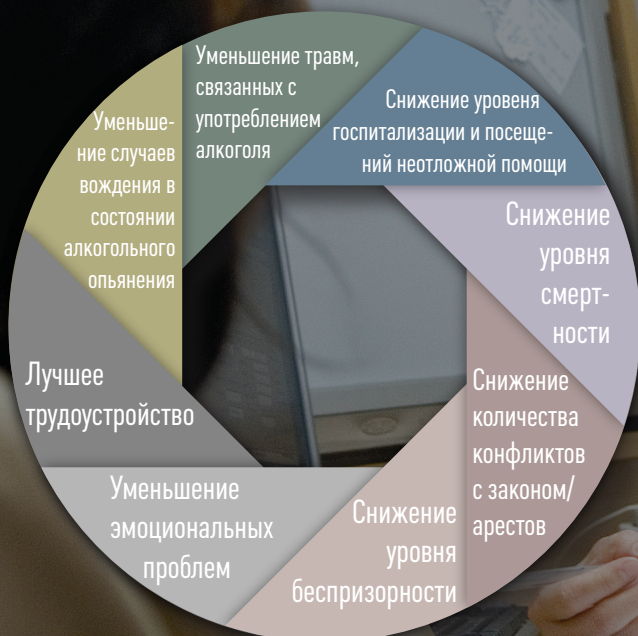 Уменьшение травм,
связанных с
употреблением
алкоголя
Снижение уровеня
госпитализации и посеще-
ний неотложной помощи
Снижение
уровня
смерт-
ности
Снижение
количества
конфликтов
с законом/
арестов
Снижение
уровня
беспризорности
Уменьшение
эмоциональных
проблем
Лучшее
трудоустройство
Уменьше-
ние случаев
вождения в
состоянии
алкогольного
опьянения